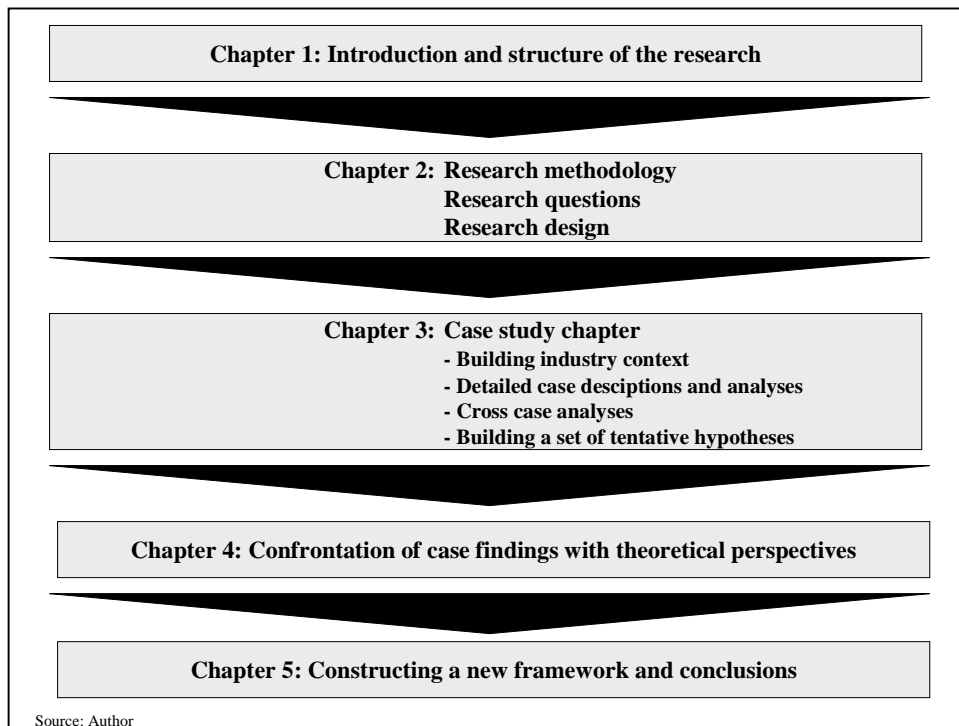 Chapter 1: Introduction and structure of the research
Chapter 2: Research methodology
Research questions
Research design
Chapter 3: Case study chapter
- Building industry context
- Detailed case desciptions and analyses
- Cross case analyses
- Building a set of tentative hypotheses
Chapter 4: Confrontation of case findings with theoretical perspectives
Chapter 5: Constructing a new framework and conclusions
Source: Author